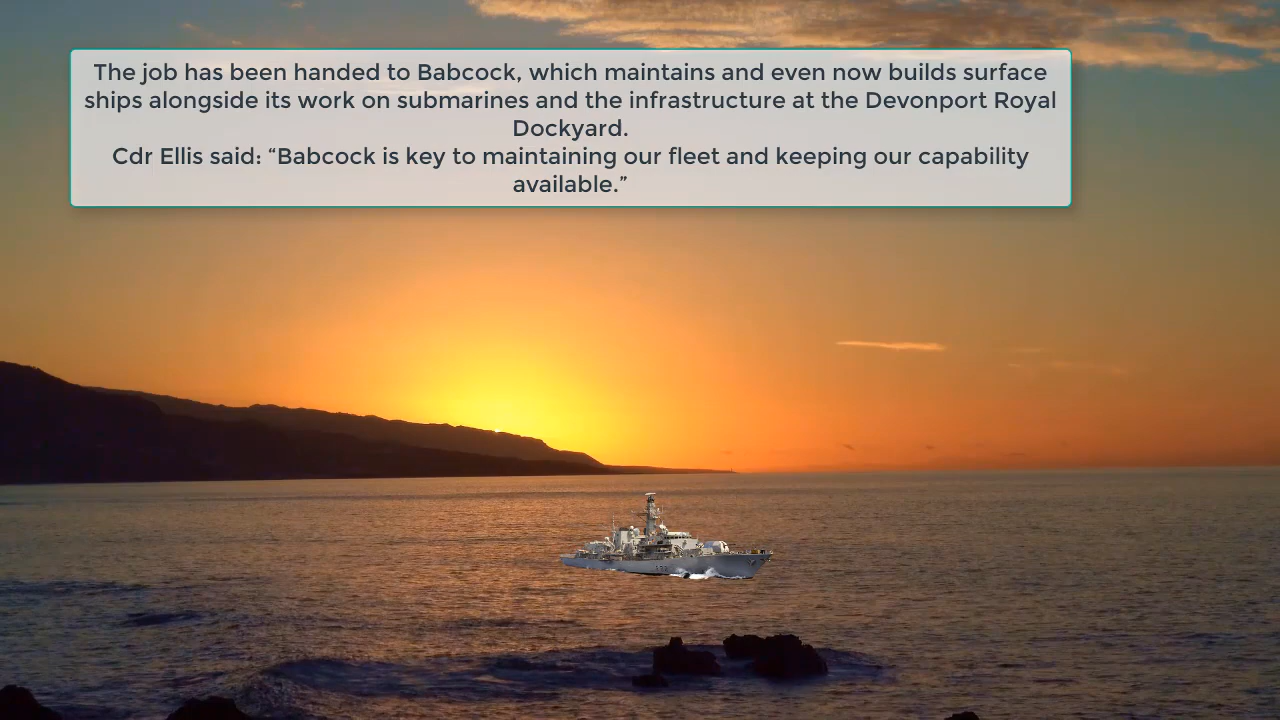 The job has been handed to Babcock, which maintains and even now builds surface
ships alongside its work on submarines and the infrastructure at the Devonport Royal
Dockyard.
Cdr Ellis said: “Babcock is key to maintaining our fleet and keeping our capability
available.”